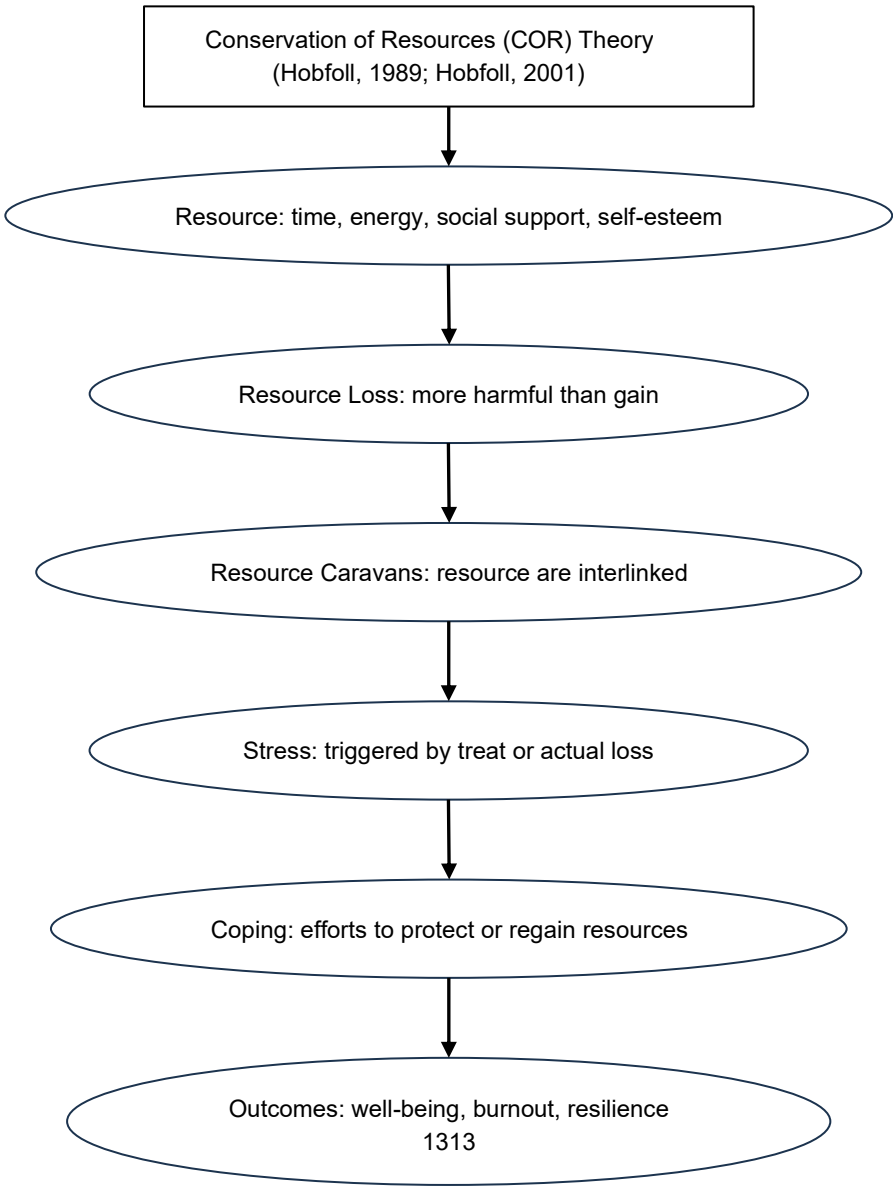 Conservation of Resources (COR) Theory
(Hobfoll, 1989; Hobfoll, 2001)
Resource: time, energy, social support, self-esteem
Resource Loss: more harmful than gain
Resource Caravans: resource are interlinked
Stress: triggered by treat or actual loss
Coping: efforts to protect or regain resources
Outcomes: well-being, burnout, resilience
1313